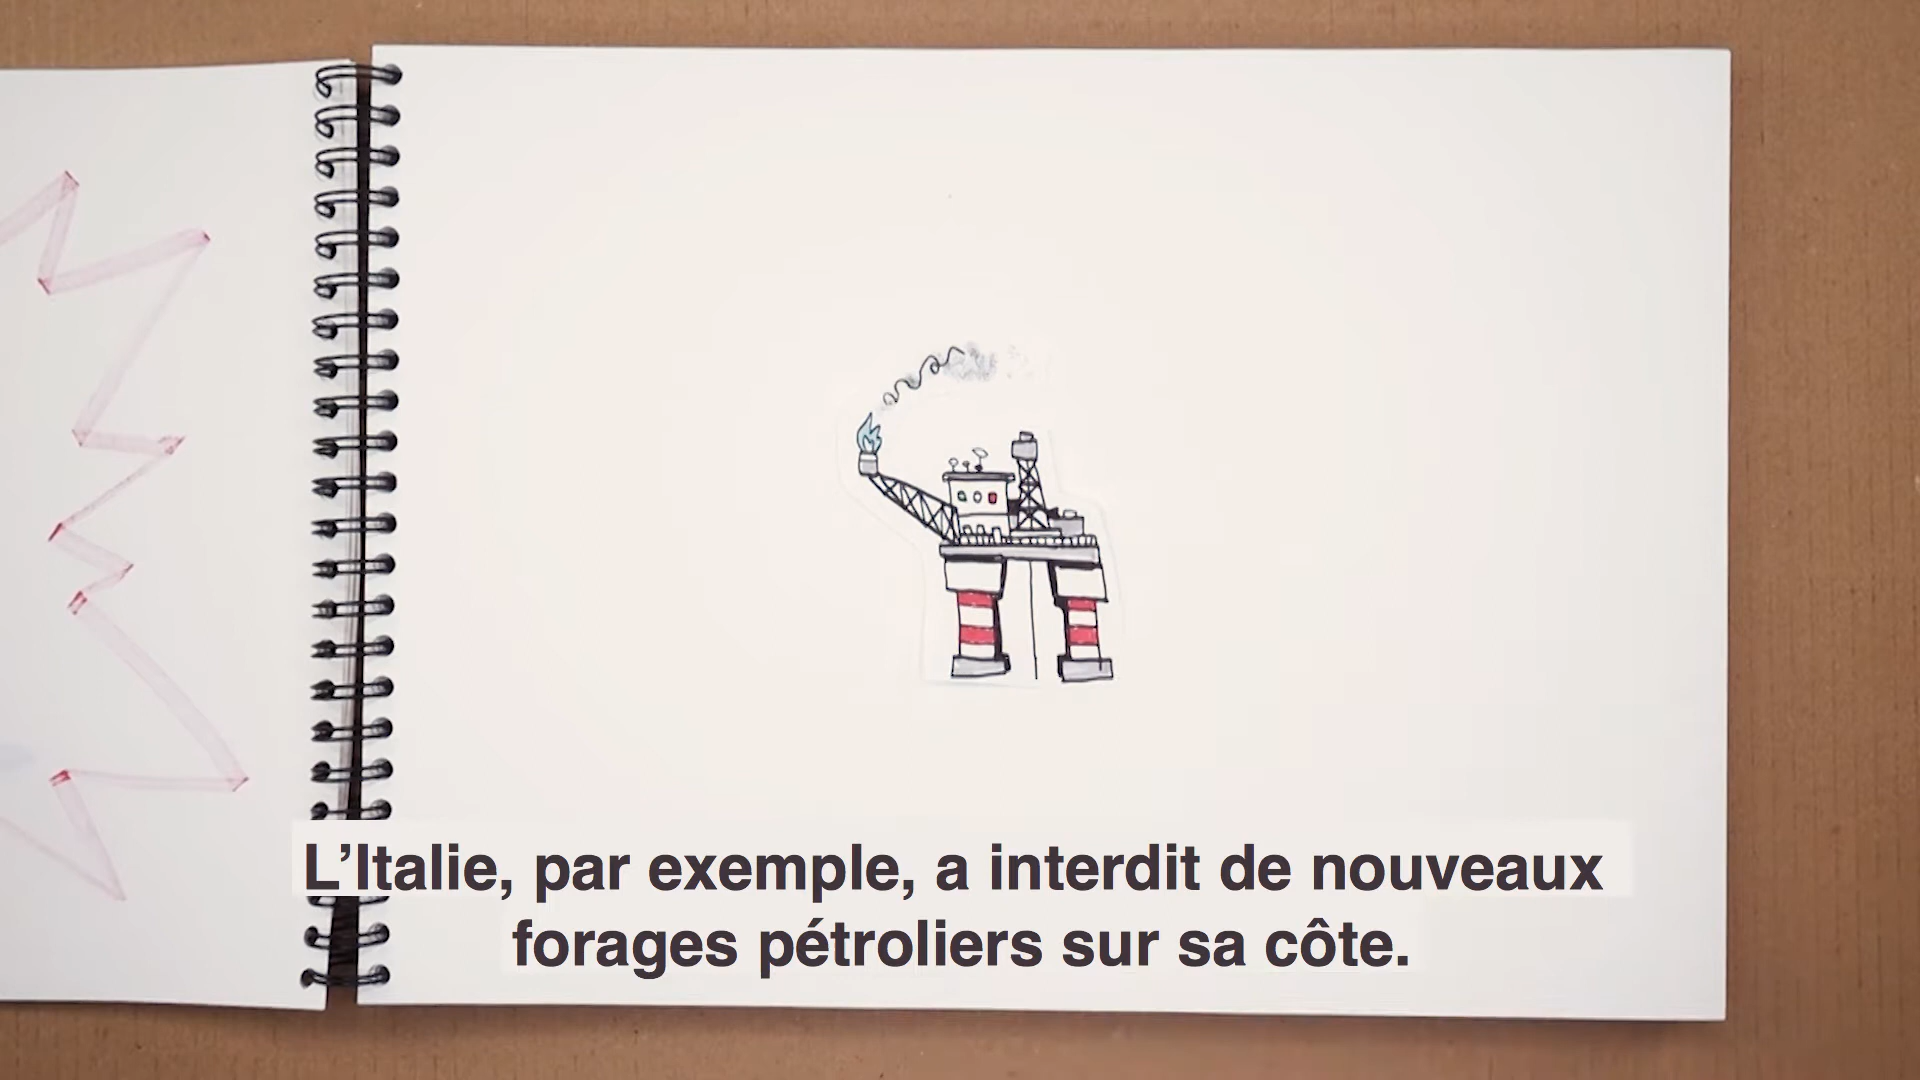 L’Italie, par exemple, a interdit de nouveaux
forages pétroliers sur sa côte.